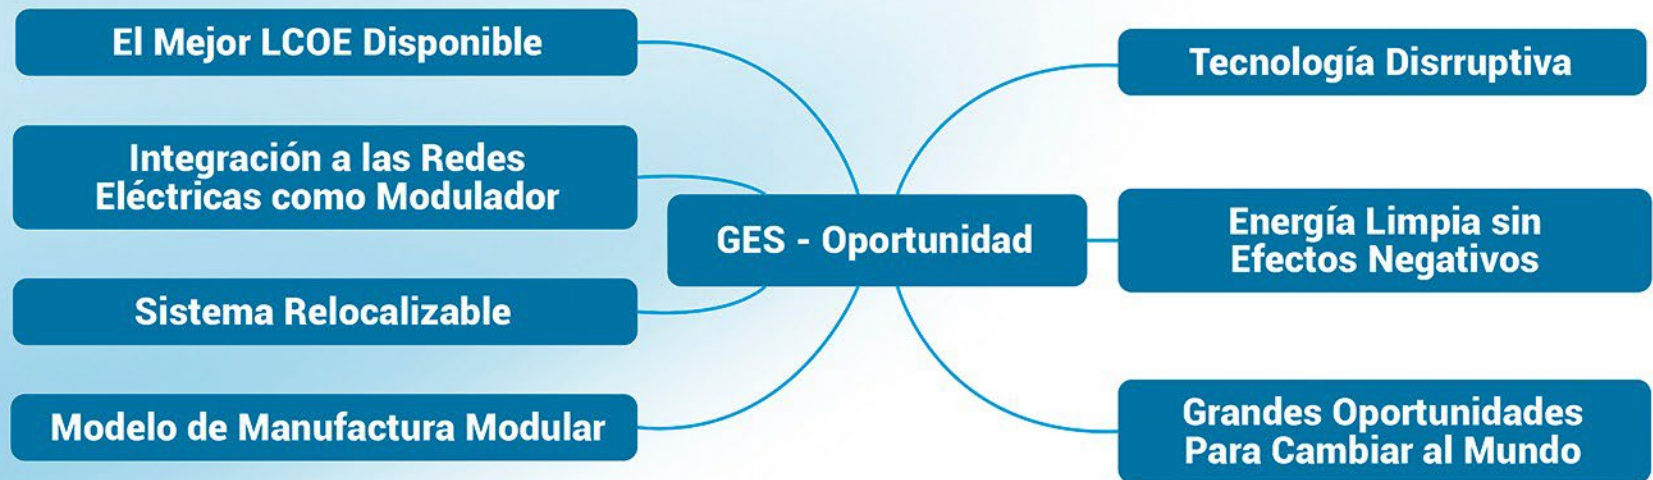 El Mejor LCOE Disponible
Integración a las Redes
Eléctricas como Modulador
Sistema Relocalizable
Modelo de Manufactura Modular
GES - Oportunidad
Tecnología Disrruptiva
Energía Limpia sin
Efectos Negativos
Grandes Oportunidades
Para Cambiar al Mundo